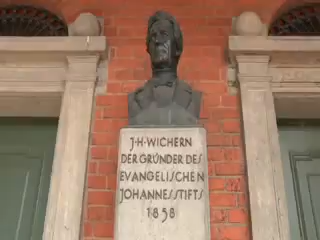 J·H·WICHERN
DER GRÜNDER DES
EVANGELISCHEN
JOHANNESSTIFTS
1858